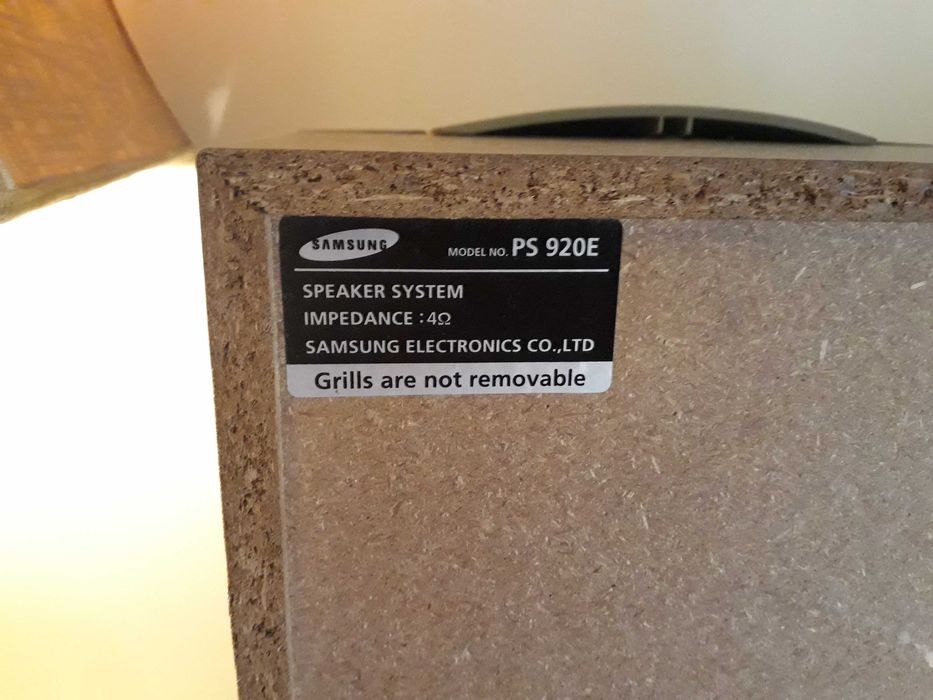 SAMSUNG
MODEL NO. PS 920E
SPEAKER SYSTEM
IMPEDANCE : 4Ω
SAMSUNG ELECTRONICS CO.,LTD
Grills are not removable